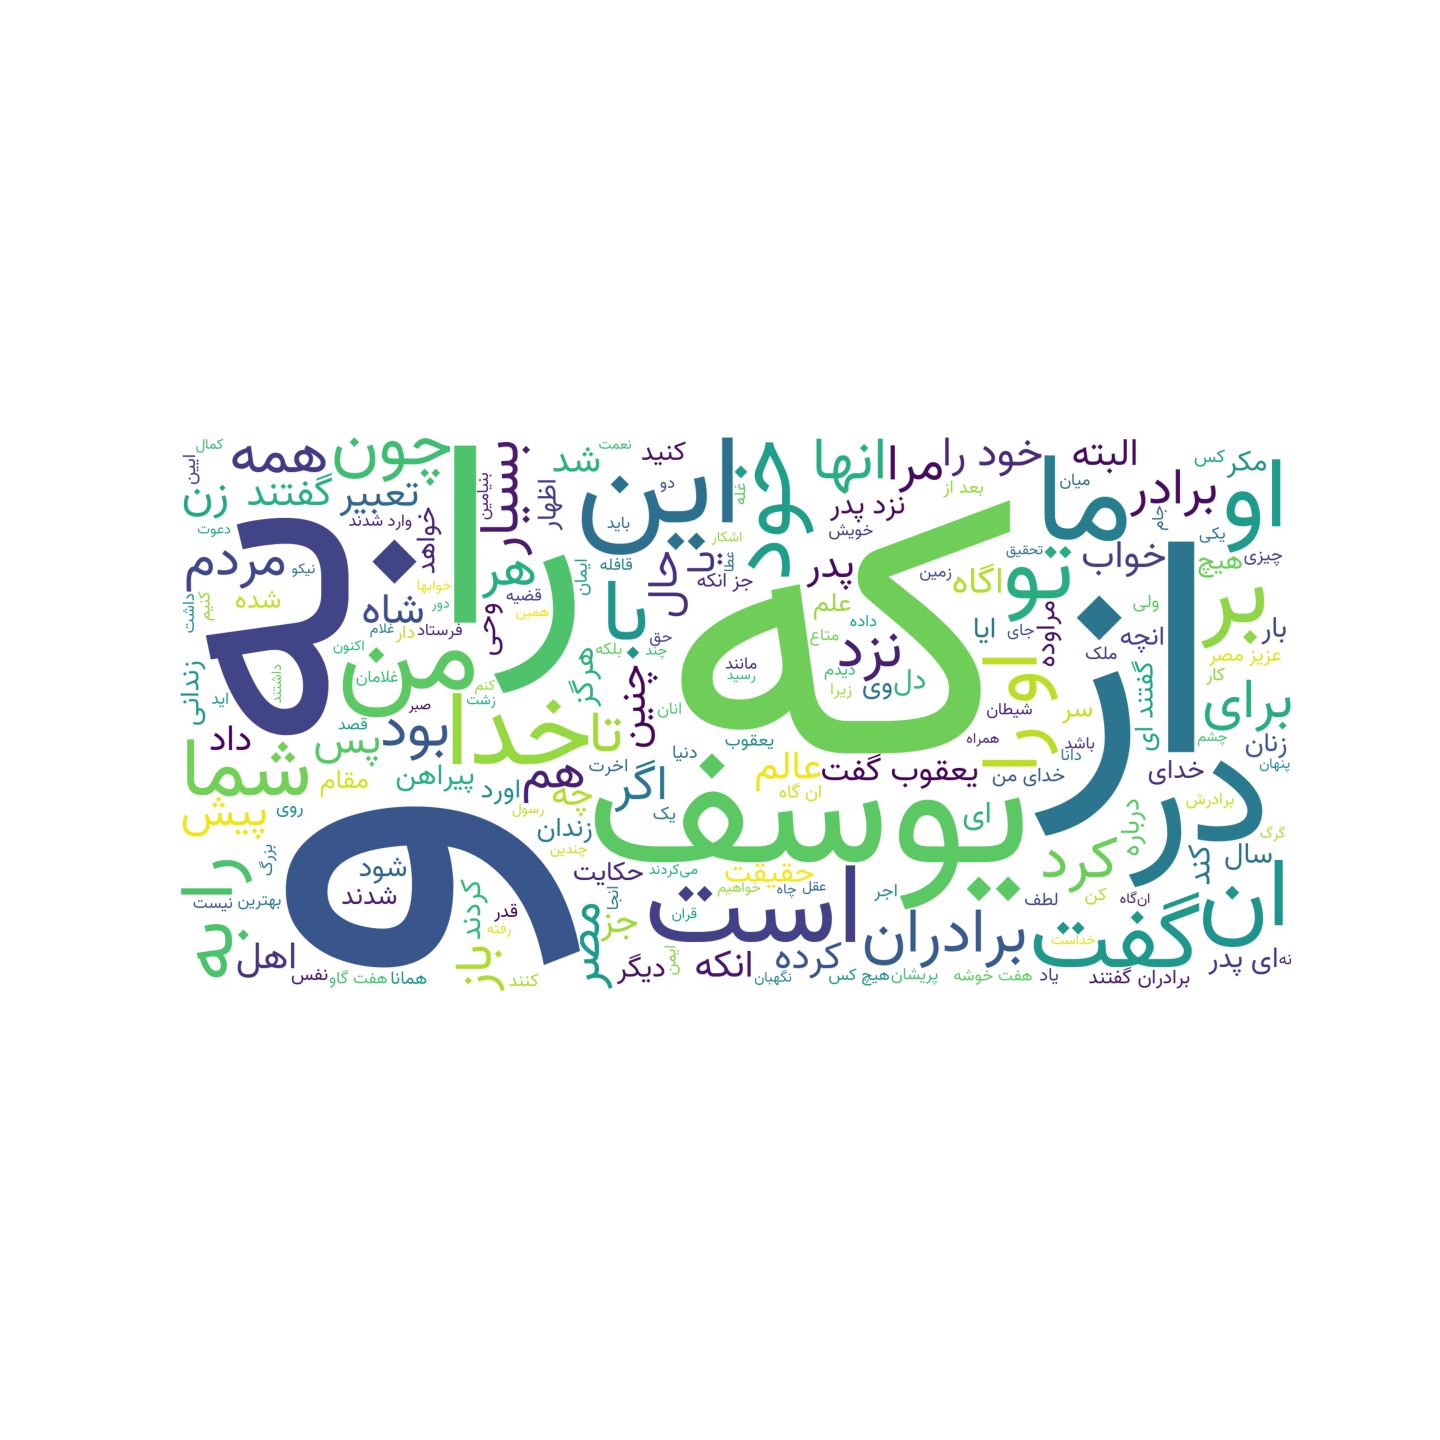 که
از
و
به
را
یوسف
در
این
است
ما
خدا
من
گفت
ان
او
خود
تو
با
بر
شما
چون
همه
بسیار
شد
کنید
نعمت
انها
مرا
خود را
البته
کس
مکر
کمال
ایین
زن
گفتند
تعبیر
بنیامین
اظهار
دو
غله
نزد پدر
بعد از
میان
برادر
جام
یکی
دعوت
وارد شدند
خواهد
باید
اشکار
خویش
تحقیق
خواب
هیچ
چیزی
مردم
نیکو
خوابها
هر
ایمان
قافله
حال
یا
عطا
جز انکه
پدر
زمین
اگاه
داشت
کنیم
شده
شاه
دور
وحی
قضیه
همین
علم
داده
ایا
جای
مراوده
ولی
انچه
بار
غلام
دار
فرستاد
اکنون
حق
چند
بلکه
متاع
نزد
ملک
عزیز مصر
کار
زندانی
داشتند
غلامان
کنم
زشت
هرگز
چنین
مانند
رسید
دیدم
زیرا
وی
دل
اورا
شیطان
سر
گفتند ای
برای
اید
داد
قصد
صبر
بود
تا
انان
یعقوب
دنیا
همراه
باشد
دانا
چشم
زنان
پنهان
پس
پیراهن
مقام
هم
اخرت
اگر
عالم
ان گاه
یعقوب گفت
خدای من
خدای
پیش
روی
اورد
رسول
چه
یک
ای
درباره
برادرش
گرگ
بزرگ
زندان
چندین
کرد
کند
سال
را به
نیست
بهترین
شود
شدند
کردند
قدر
رفته
حکایت
انجا
می‌کردند
حقیقت
خواهیم
چاه
عقل
اجر
لطف
کن
ان‌گاه
قران
جز
مصر
باز
اهل
نفس
برادران
خداست
همانا
هفت گاو
کنند
دیگر
ایمن
انکه
کرده
نگهبان
هیچ کس
پریشان
هفت خوشه
یاد
برادران گفتند
ای پدر
نه